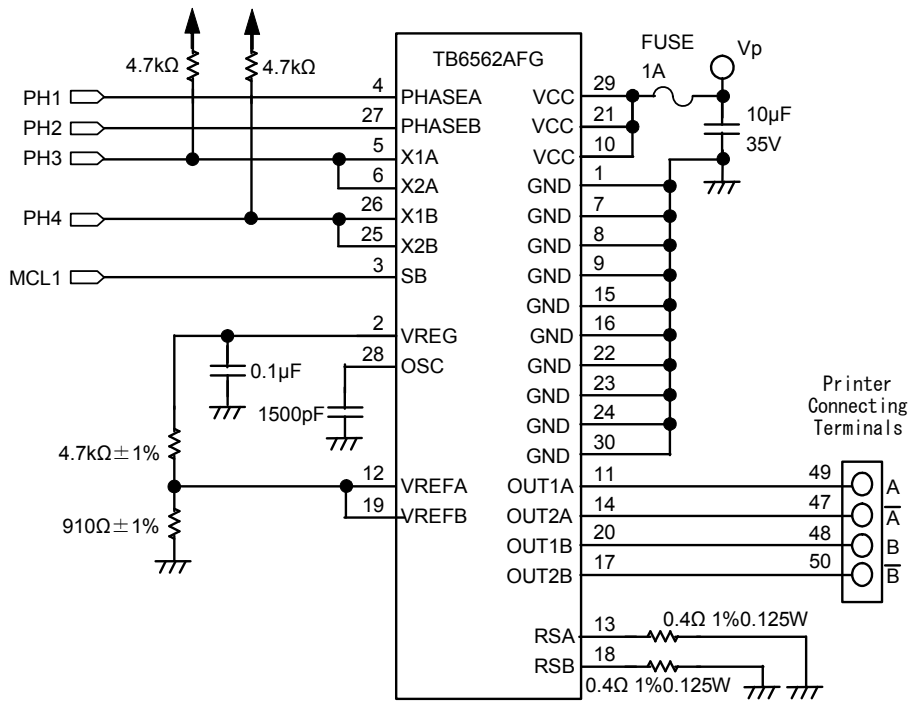 4.7kΩ
4.7kΩ
TB6562AFG
FUSE
1A
Vp
10µF
35V
PH1
4
PHASEA
VCC
29
PH2
27
PHASEB
VCC
21
PH3
5
X1A
VCC
10
6
X2A
GND
1
PH4
26
X1B
GND
7
25
X2B
GND
8
MCL1
3
SB
GND
9
GND
15
2
VREG
GND
16
28
OSC
GND
22
0.1µF
GND
23
1500pF
GND
24
GND
30
4.7kΩ±1%
12
VREFA
OUT1A
11
19
VREFB
OUT2A
14
910Ω±1%
OUT1B
20
OUT2B
17
Printer
Connecting
Terminals
49
A
47
A̅
48
B
50
B̅
RSA
13
0.4Ω 1%0.125W
RSB
18
0.4Ω 1%0.125W